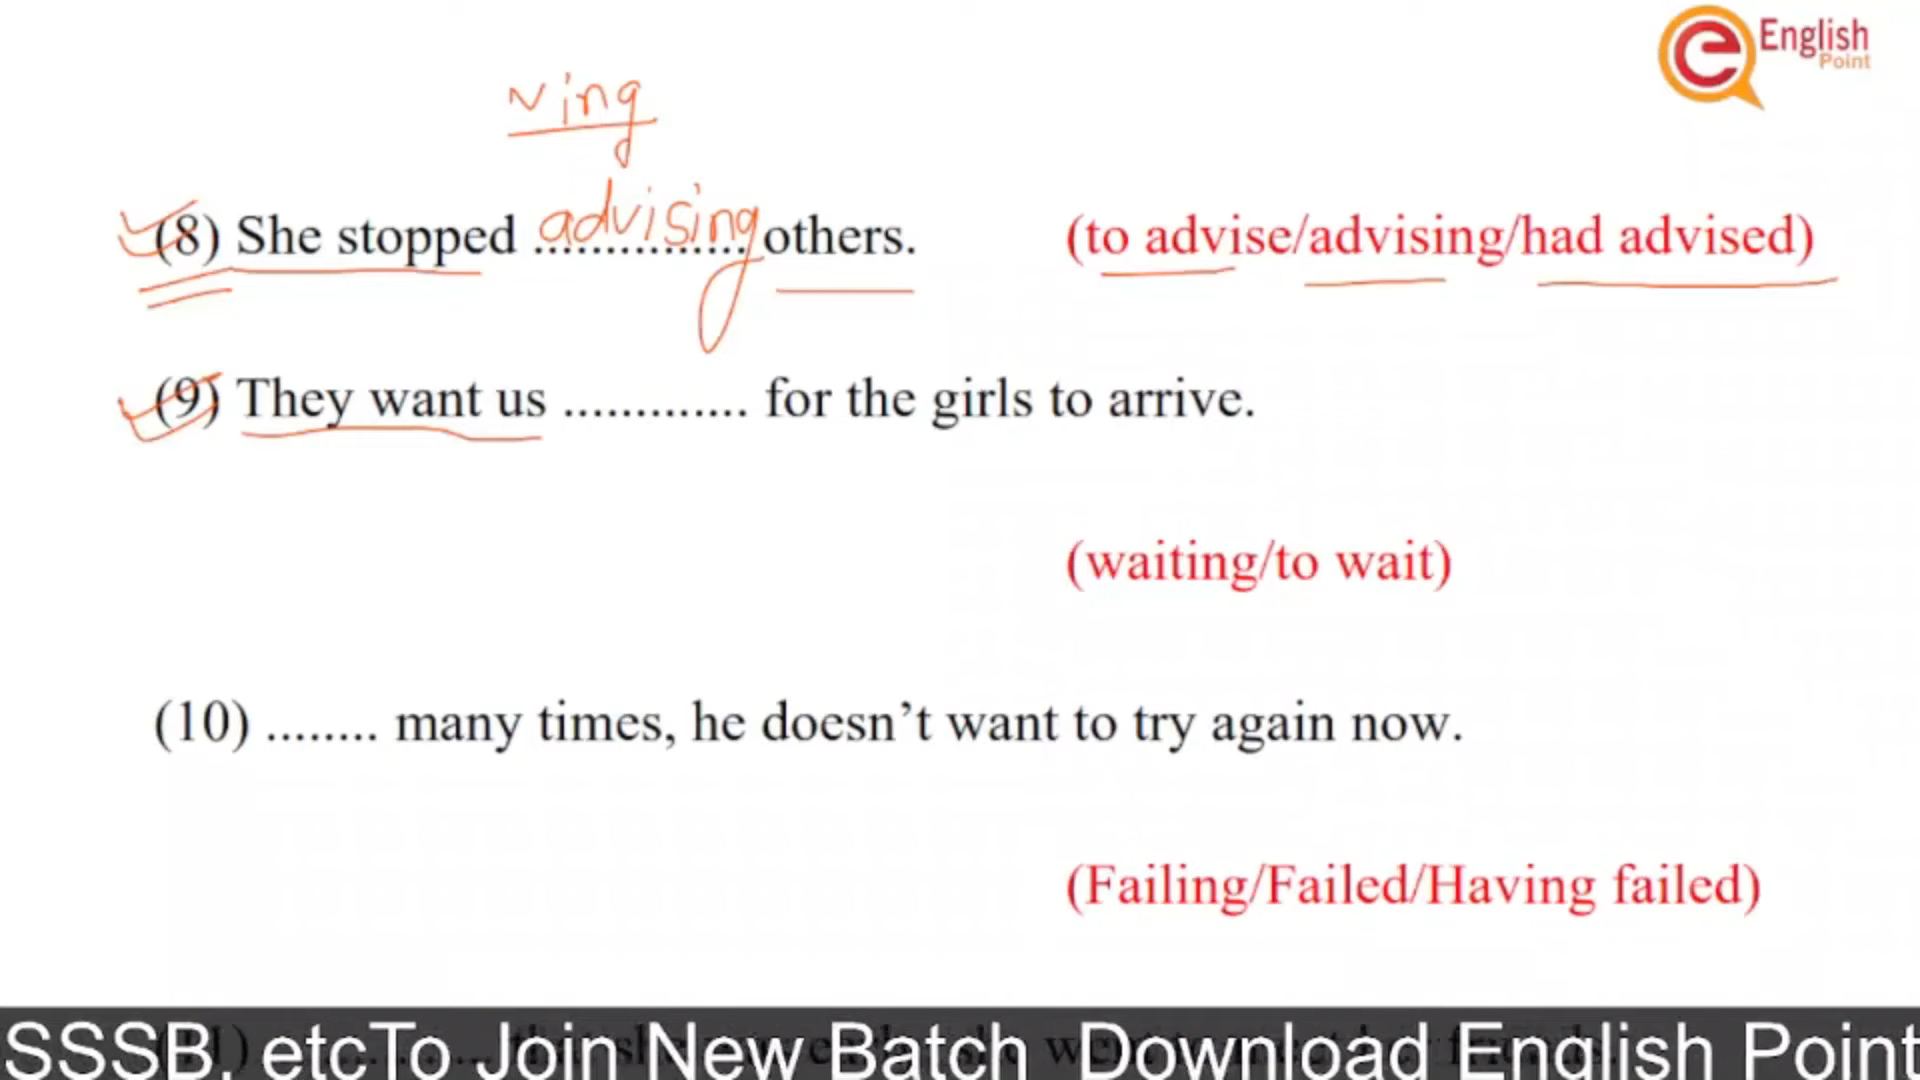 English
Point
ving
(8) She stopped advising others. (to advise/advising/had advised)
(9) They want us ............. for the girls to arrive.
(waiting/to wait)
(10) ........ many times, he doesn’t want to try again now.
(Failing/Failed/Having failed)
SSSB, etcTo Join New Batch Download English Point